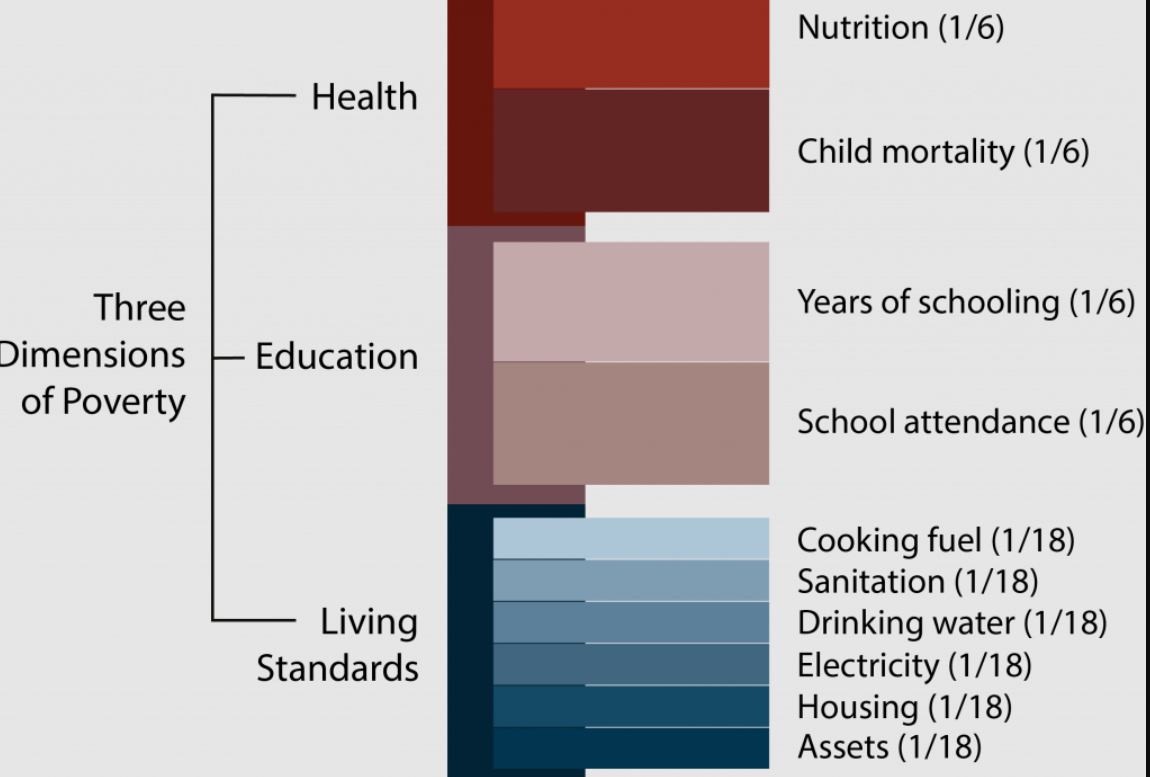 Three
Dimensions
of Poverty
Health
Nutrition (1/6)
Child mortality (1/6)
Education
Years of schooling (1/6)
School attendance (1/6)
Living
Standards
Cooking fuel (1/18)
Sanitation (1/18)
Drinking water (1/18)
Electricity (1/18)
Housing (1/18)
Assets (1/18)